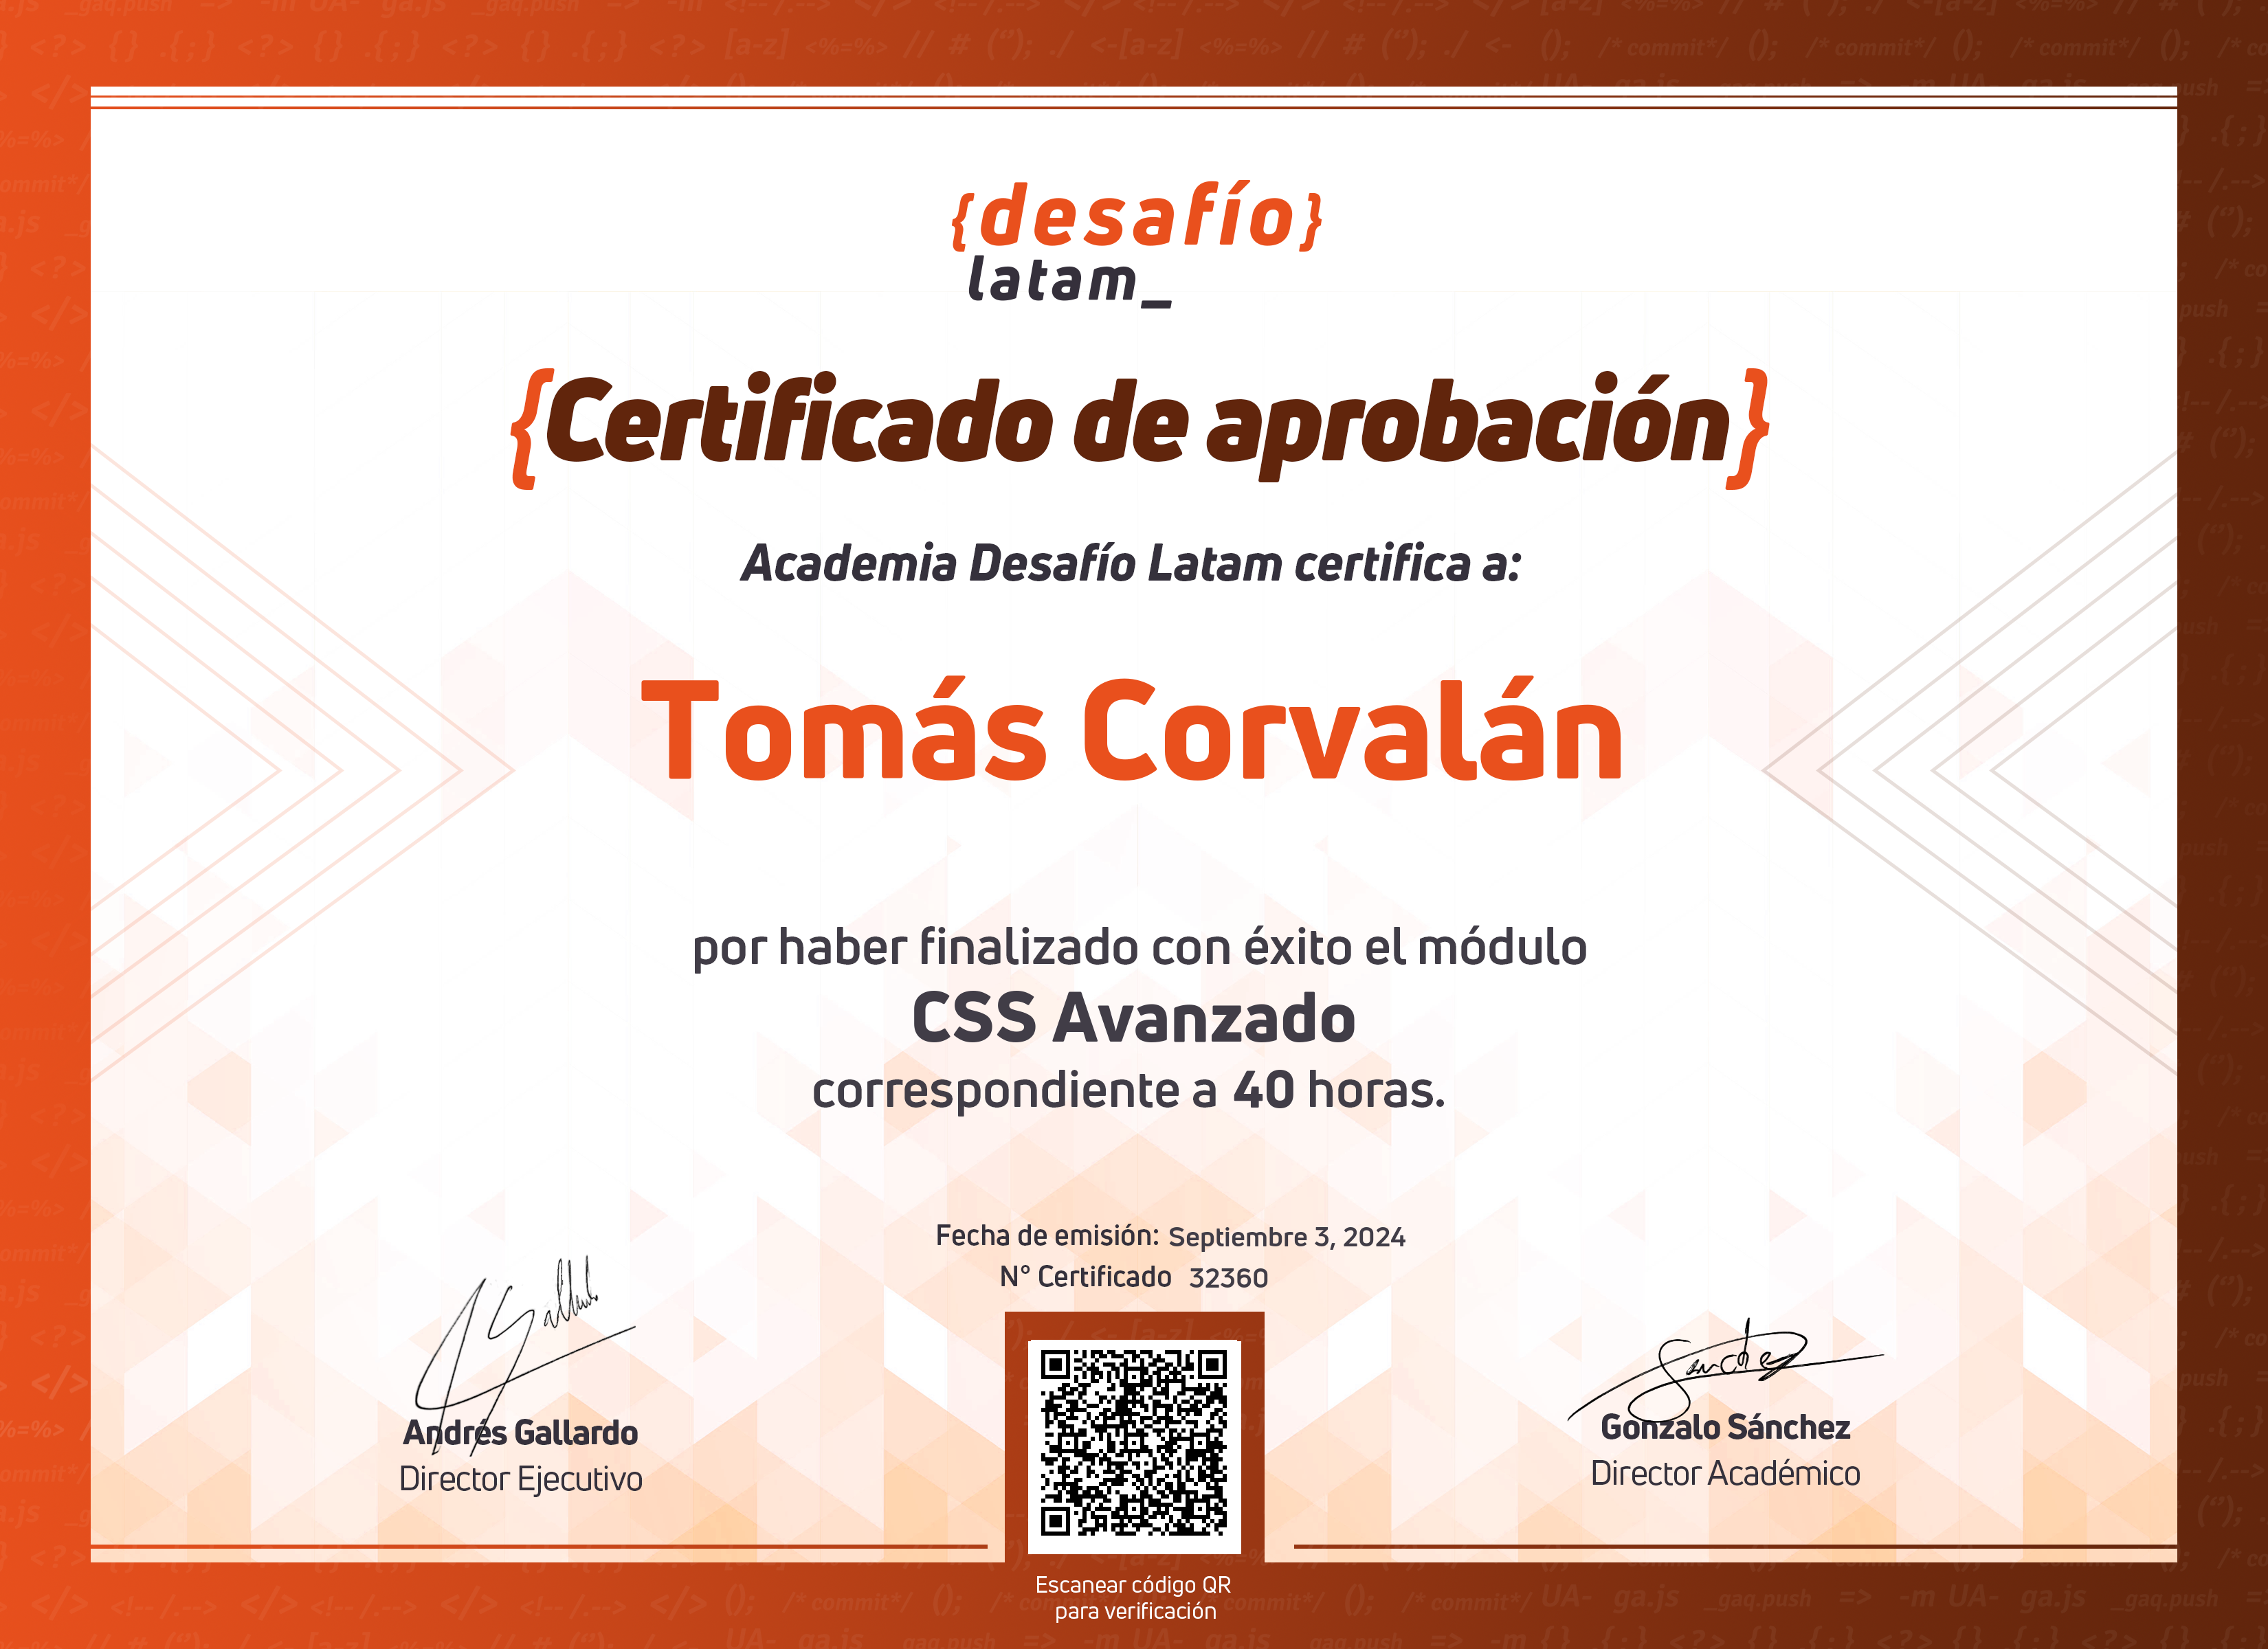 {desafío}
latam_
{Certificado de aprobación}
Academia Desafío Latam certifica a:
Tomás Corvalán
por haber finalizado con éxito el módulo
CSS Avanzado
correspondiente a 40 horas.
Fecha de emisión: Septiembre 3, 2024
N° Certificado 32360
Andrés Gallardo
Director Ejecutivo
Gonzalo Sánchez
Director Académico
Escanear código QR
para verificación